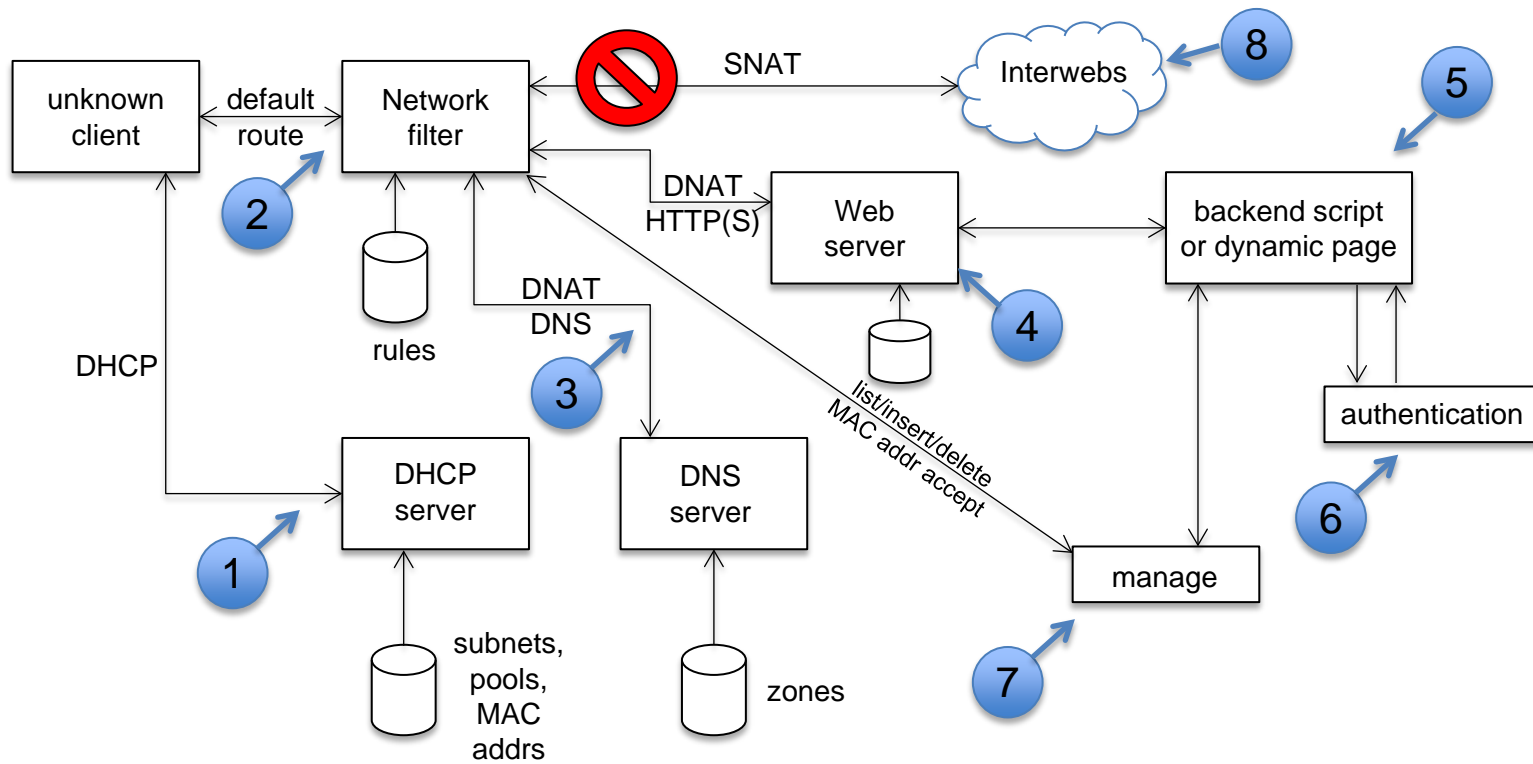 unknown
client
default
route
Network
filter
SNAT
Interwebs
8
5
2
DNAT
HTTP(S)
Web
server
backend script
or dynamic page
rules
DNAT
DNS
3
4
DHCP
list/insert/delete
MAC addr accept
authentication
DHCP
server
DNS
server
1
6
manage
subnets,
pools,
MAC
addrs
zones
7